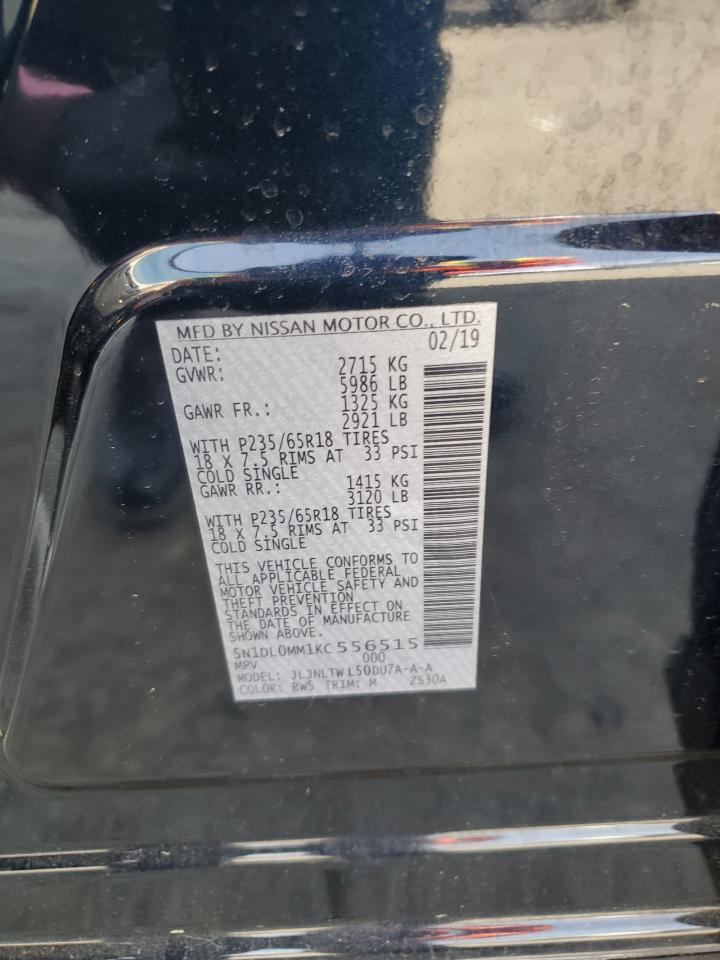 MFD BY NISSAN MOTOR CO., LTD.
DATE: 02/19
GVWR: 2715 KG
5986 LB
GAWR FR.: 1325 KG
2921 LB
WITH P235/65R18 TIRES
18 X 7.5 RIMS AT 33 PSI
COLD SINGLE
GAWR RR.: 1415 KG
3120 LB
WITH P235/65R18 TIRES
18 X 7.5 RIMS AT 33 PSI
COLD SINGLE
THIS VEHICLE CONFORMS TO
ALL APPLICABLE FEDERAL
MOTOR VEHICLE SAFETY AND
THEFT PREVENTION
STANDARDS IN EFFECT ON
THE DATE OF MANUFACTURE
SHOWN ABOVE.
5N1DL0MM1KC556515
MPV 000
MODEL: JLJNLTW L50DU7A-A-A
COLOR: BW5 TRIM: M ZS30A